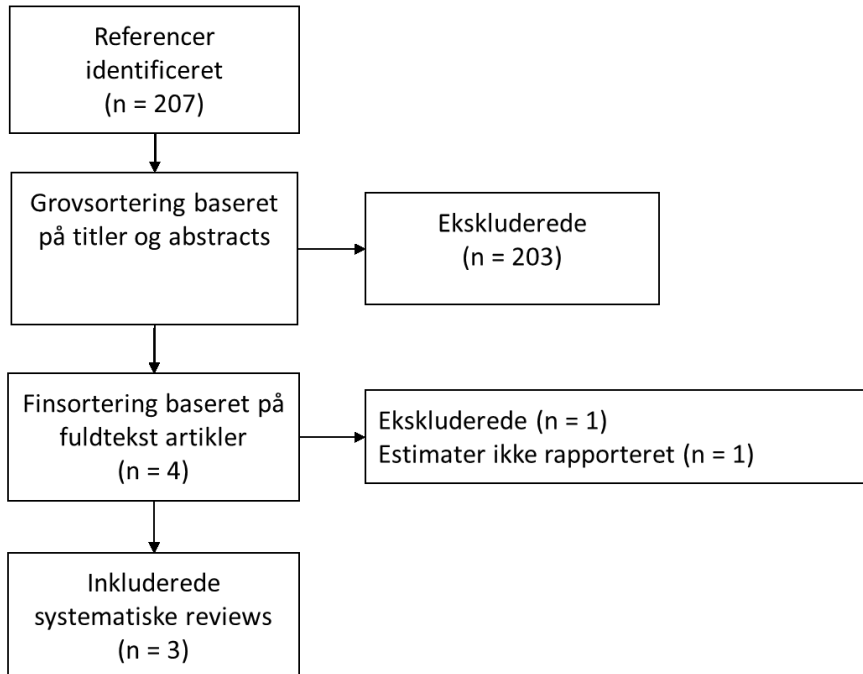 Referencer
identificeret
(n = 207)
Grovsortering baseret
på titler og abstracts
Ekskluderede
(n = 203)
Finsortering baseret på
fuldtekst artikler
(n = 4)
Ekskluderede (n = 1)
Estimater ikke rapporteret (n = 1)
Inkluderede
systematiske reviews
(n = 3)